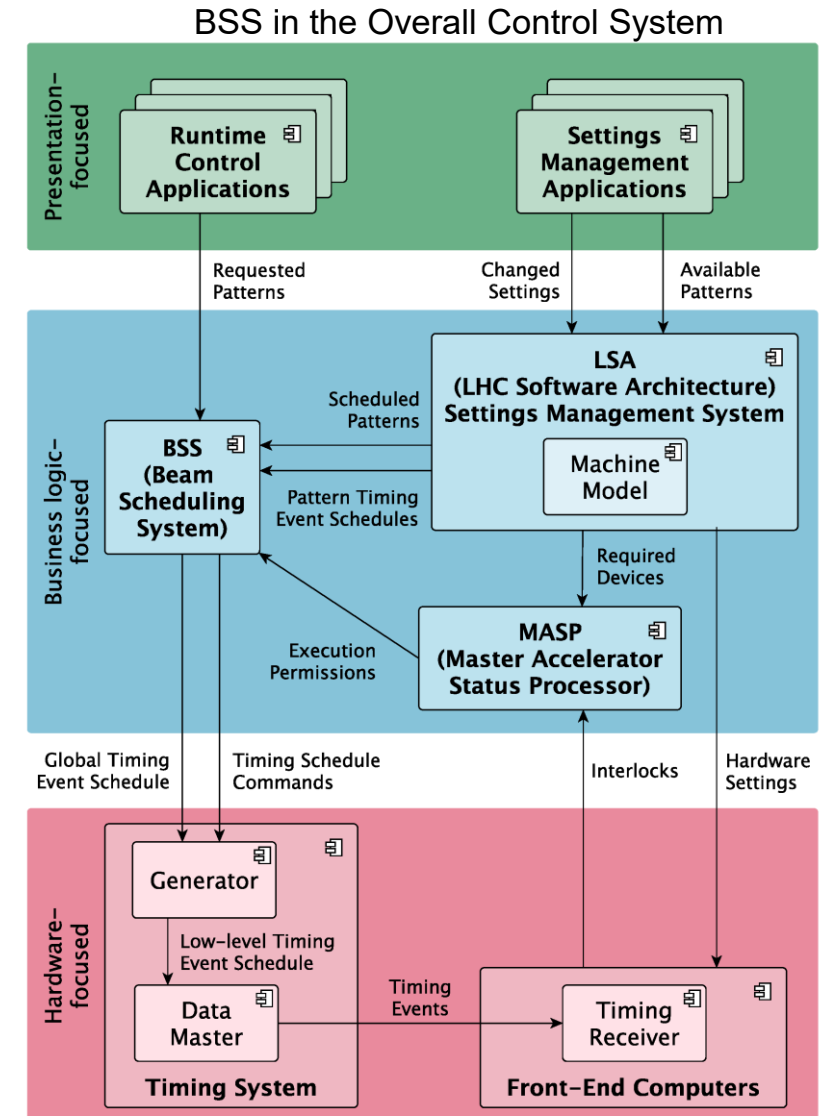 BSS in the Overall Control System
Presentation-
focused
Runtime
Control
Applications
Settings
Management
Applications
Requested
Patterns
Changed
Settings
Available
Patterns
Business logic-
focused
LSA
(LHC Software Architecture)
Settings Management System
Machine
Model
Scheduled
Patterns
BSS
(Beam
Scheduling
System)
Pattern Timing
Event Schedules
Required
Devices
MASP
(Master Accelerator
Status Processor)
Execution
Permissions
Global Timing
Event Schedule
Timing Schedule
Commands
Interlocks
Hardware
Settings
Hardware-
focused
Generator
Low-level Timing
Event Schedule
Data
Master
Timing System
Timing
Events
Timing
Receiver
Front-End Computers